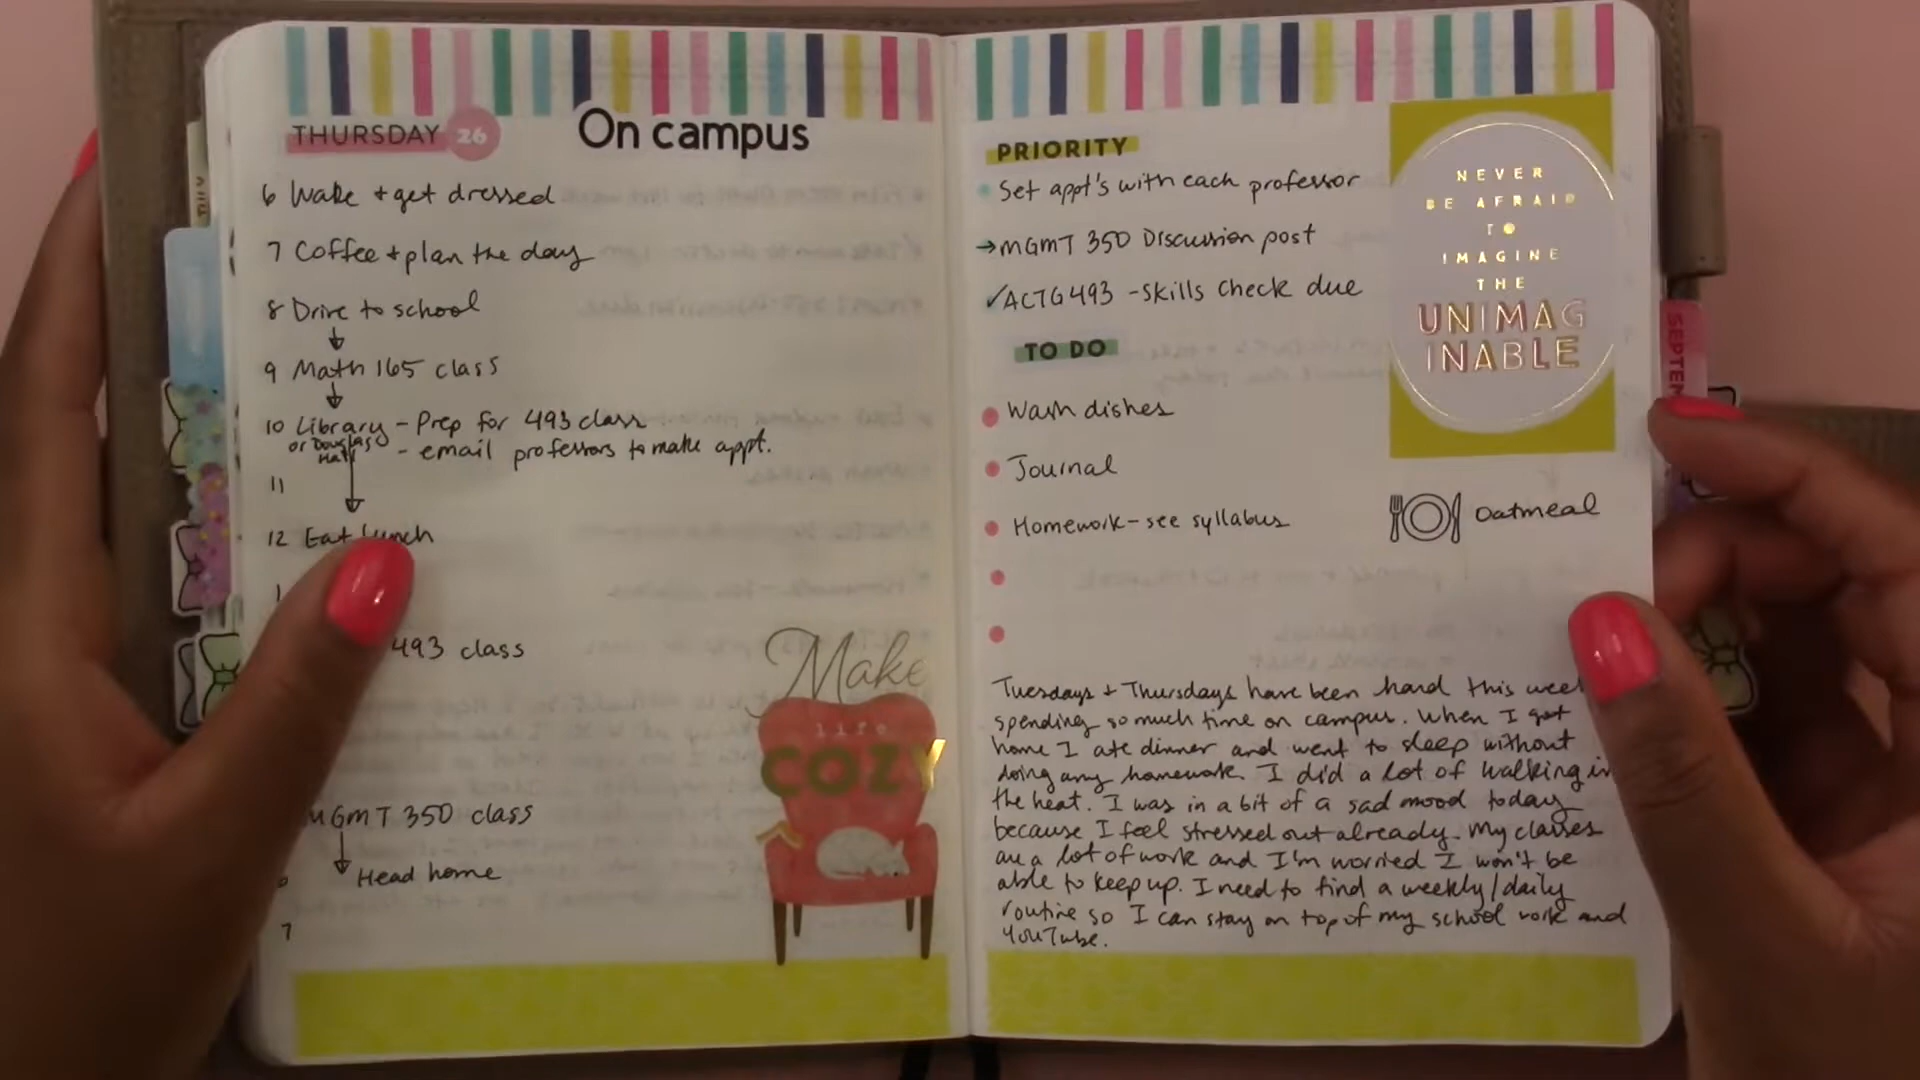 THURSDAY 26
On campus
6 Wake + get dressed
7 Coffee + plan the day
8 Drive to school
9 Math 165 class
10 Library - Prep for 493 class
or Douglas Hall
- email professors to make appt.
11
12 Eat lunch
1
493 class
MGMT 350 class
Head home
7
Make
life
COZY
PRIORITY
Set appt's with each professor
→ MGMT 350 Discussion post
✓ ACTG 493 - Skills Check due
TO DO
Wash dishes
Journal
Homework - see syllabus
NEVER
BE AFRAID
TO
IMAGINE
THE
UNIMAG
INABLE
Oatmeal
Tuesdays + Thursdays have been hard this week
spending so much time on campus. When I got
home I ate dinner and went to sleep without
doing any homework. I did a lot of walking in
the heat. I was in a bit of a sad mood today
because I feel stressed out already. My classes
are a lot of work and I'm worried I won't be
able to keep up. I need to find a weekly/daily
routine so I can stay on top of my school work and
YouTube.
SEPTEM